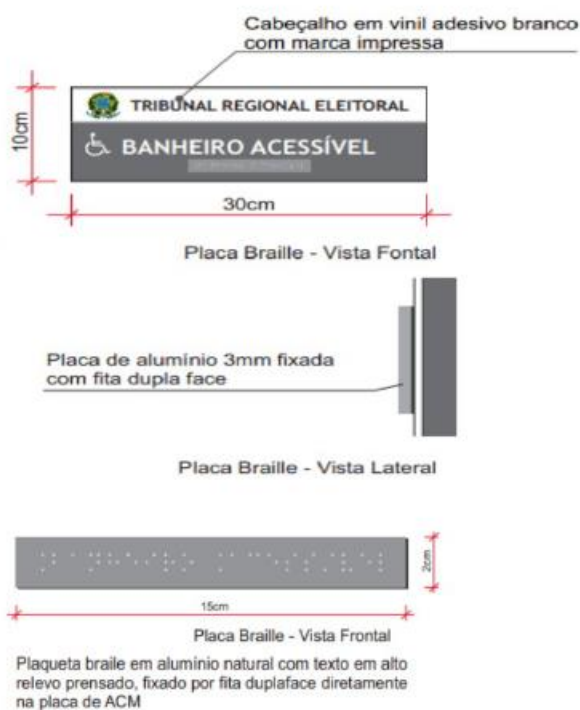 Cabeçalho em vinil adesivo branco
com marca impressa
TRIBUNAL REGIONAL ELEITORAL
BANHEIRO ACESSÍVEL
10cm
30cm
Placa Braille - Vista Fontal
Placa de alumínio 3mm fixada
com fita dupla face
Placa Braille - Vista Lateral
2cm
15cm
Placa Braille - Vista Frontal
Plaqueta braile em alumínio natural com texto em alto
relevo prensado, fixado por fita duplaface diretamente
na placa de ACM